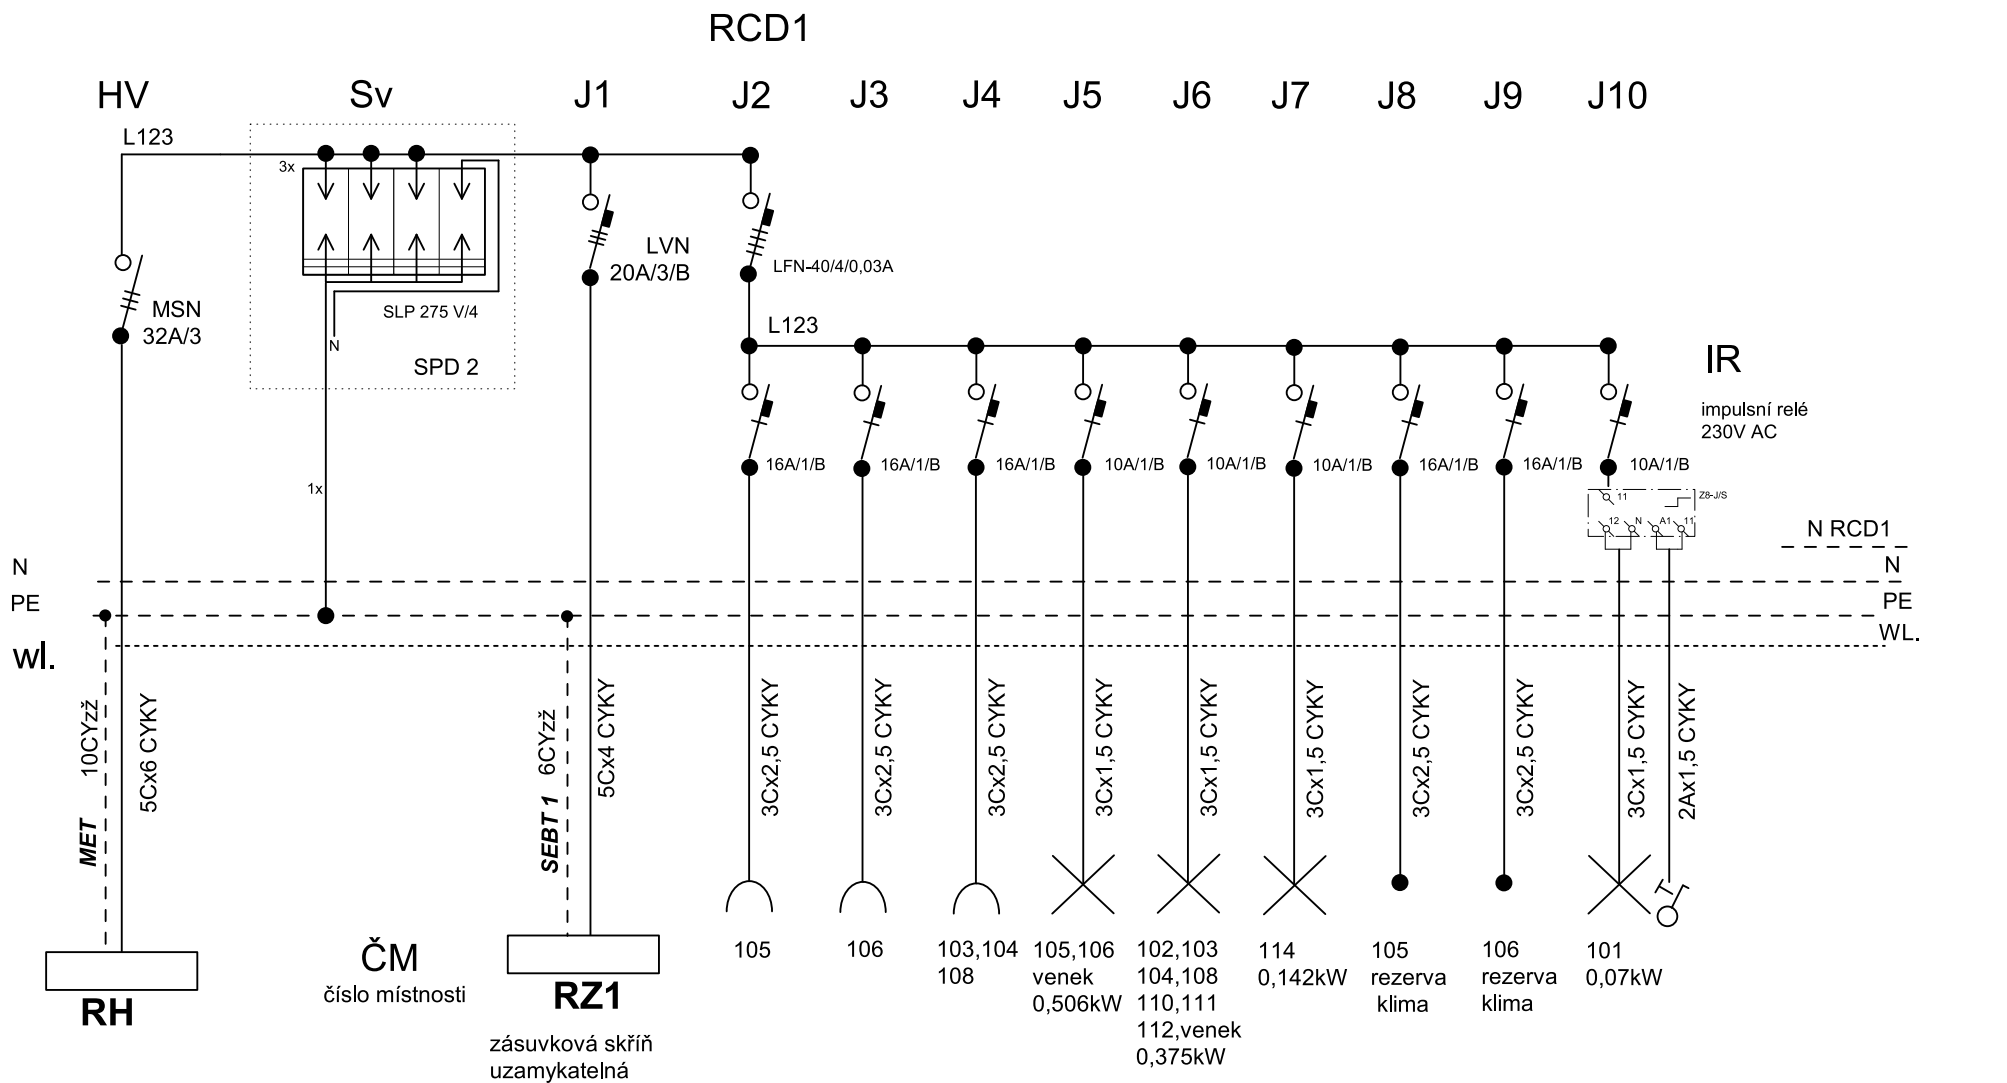 RCD1
HV
Sv
J1
J2
J3
J4
J5
J6
J7
J8
J9
J10
L123
3x
MSN
32A/3
SLP 275 V/4
N
SPD 2
1x
LVN
20A/3/B
LFN-40/4/0,03A
L123
16A/1/B
16A/1/B
16A/1/B
10A/1/B
10A/1/B
10A/1/B
16A/1/B
16A/1/B
10A/1/B
IR
impulsní relé
230V AC
11
Z8-J/S
12
N
A1
11
N RCD1
N
N
PE
PE
wl.
WL.
MET 10CYzž
5Cx6 CYKY
SEBT 1 6CYzž
5Cx4 CYKY
3Cx2,5 CYKY
3Cx2,5 CYKY
3Cx2,5 CYKY
3Cx1,5 CYKY
3Cx1,5 CYKY
3Cx1,5 CYKY
3Cx2,5 CYKY
3Cx2,5 CYKY
3Cx1,5 CYKY
2Ax1,5 CYKY
RH
ČM
číslo místnosti
RZ1
zásuvková skříň
uzamykatelná
105
106
103,104
108
105,106
venek
0,506kW
102,103
104,108
110,111
112,venek
0,375kW
114
0,142kW
105
rezerva
klima
106
rezerva
klima
101
0,07kW